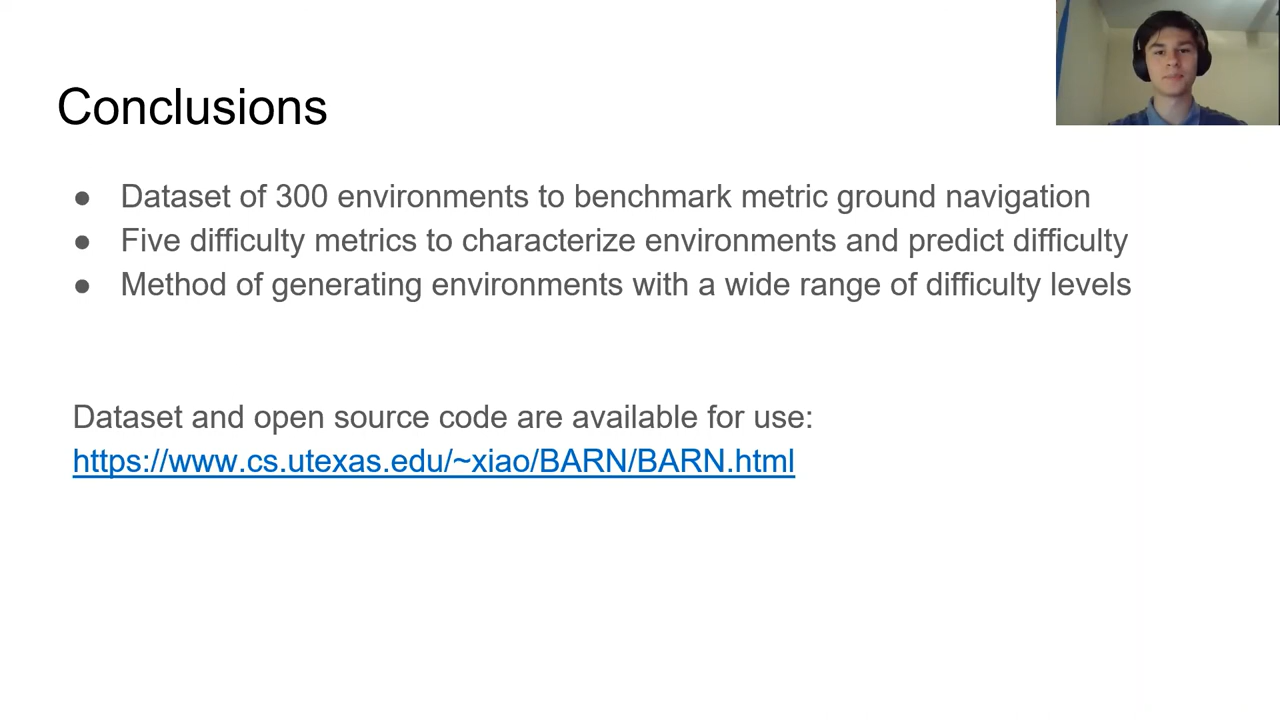 Conclusions
● Dataset of 300 environments to benchmark metric ground navigation
● Five difficulty metrics to characterize environments and predict difficulty
● Method of generating environments with a wide range of difficulty levels
Dataset and open source code are available for use:
https://www.cs.utexas.edu/~xiao/BARN/BARN.html